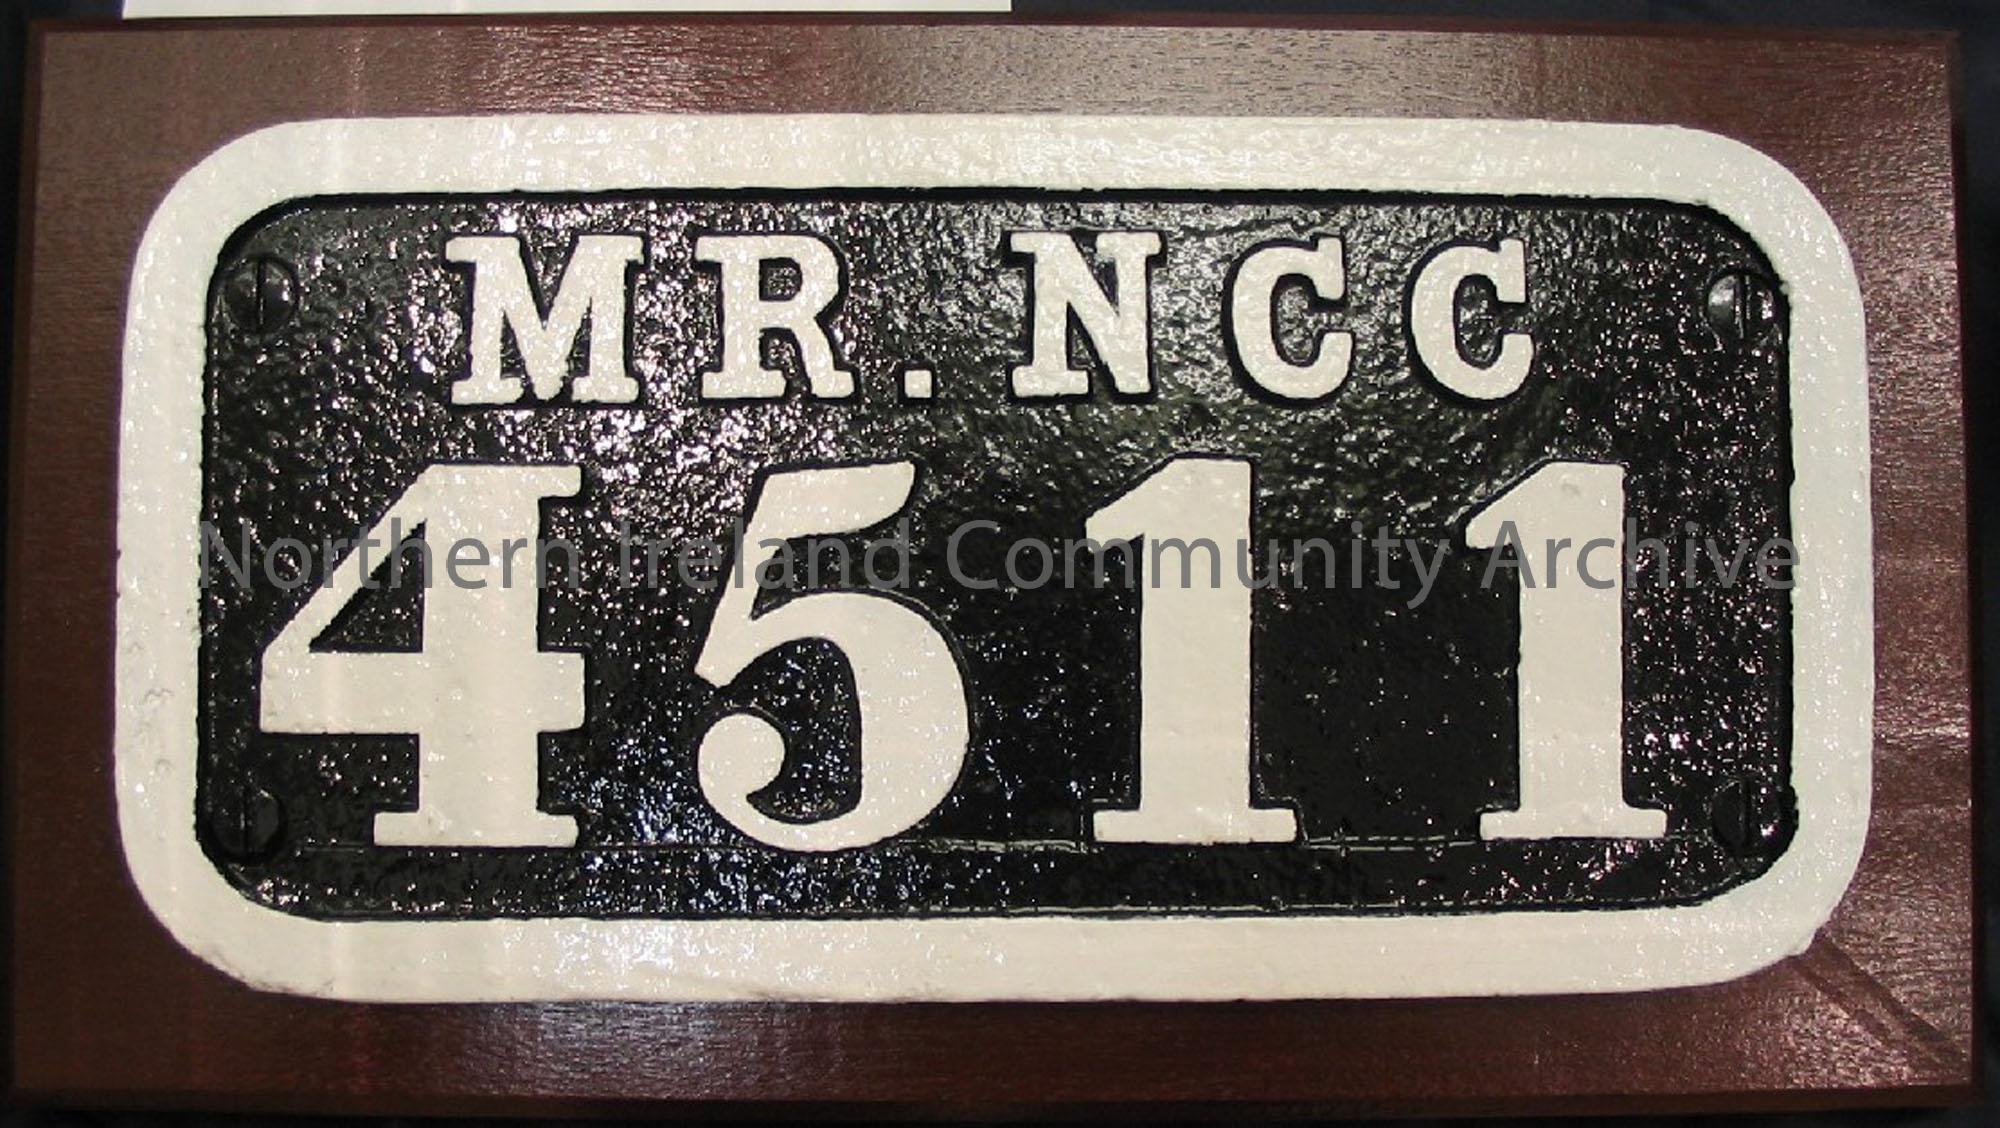 MR. NCC
4511
Northern Ireland Community Archive